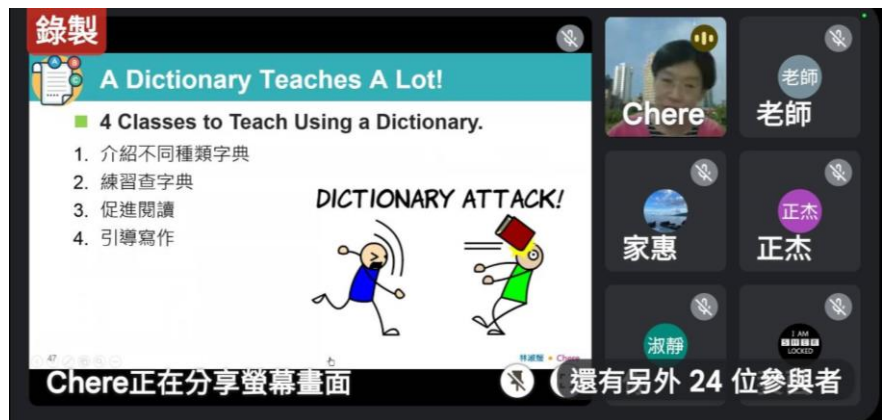 錄製
A Dictionary Teaches A Lot!
4 Classes to Teach Using a Dictionary.
1. 介紹不同種類字典
2. 練習查字典
3. 促進閱讀
4. 引導寫作
DICTIONARY ATTACK!
47
Chere
Chere正在分享螢幕畫面
Chere
老師
老師
家惠
正杰
正杰
淑靜
I AM
LOCKED
還有另外 24 位參與者